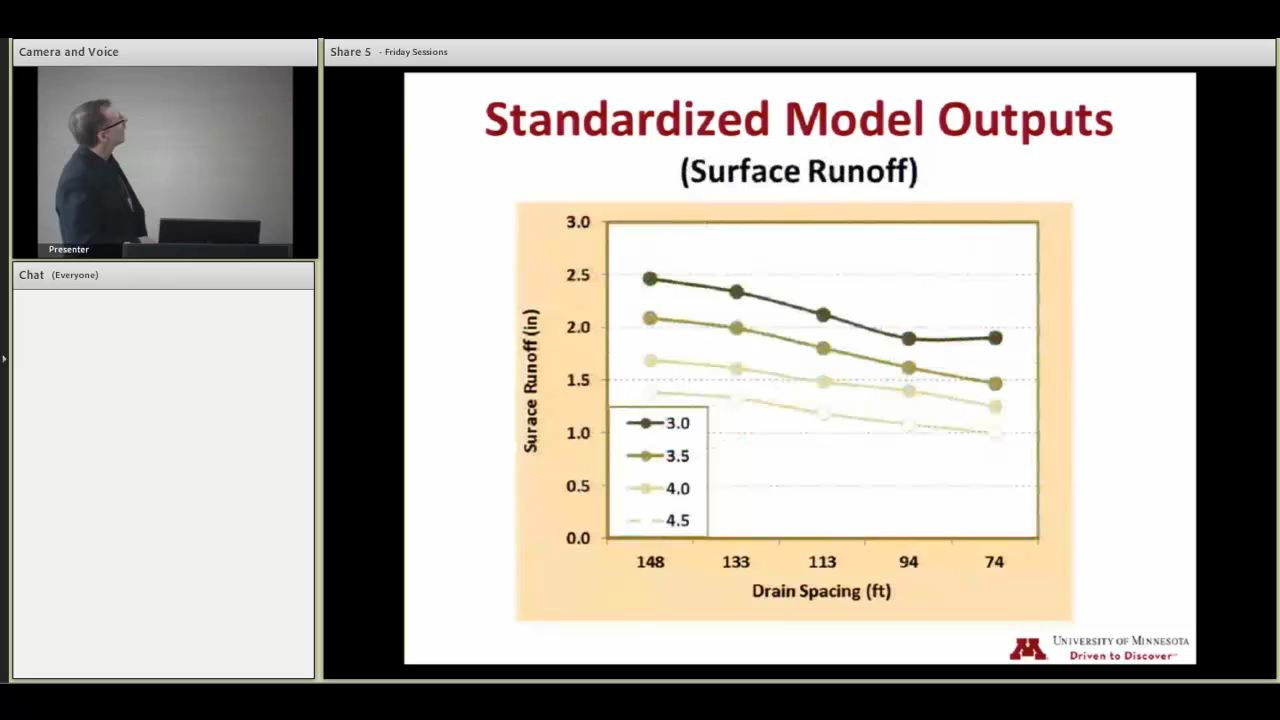 Camera and Voice
Presenter
Chat (Everyone)
Share 5 - Friday Sessions
Standardized Model Outputs
(Surface Runoff)
Surace Runoff (in)
3.0
2.5
2.0
1.5
1.0
0.5
0.0
3.0
3.5
4.0
4.5
148 133 113 94 74
Drain Spacing (ft)
M
UNIVERSITY OF MINNESOTA
Driven to Discover™